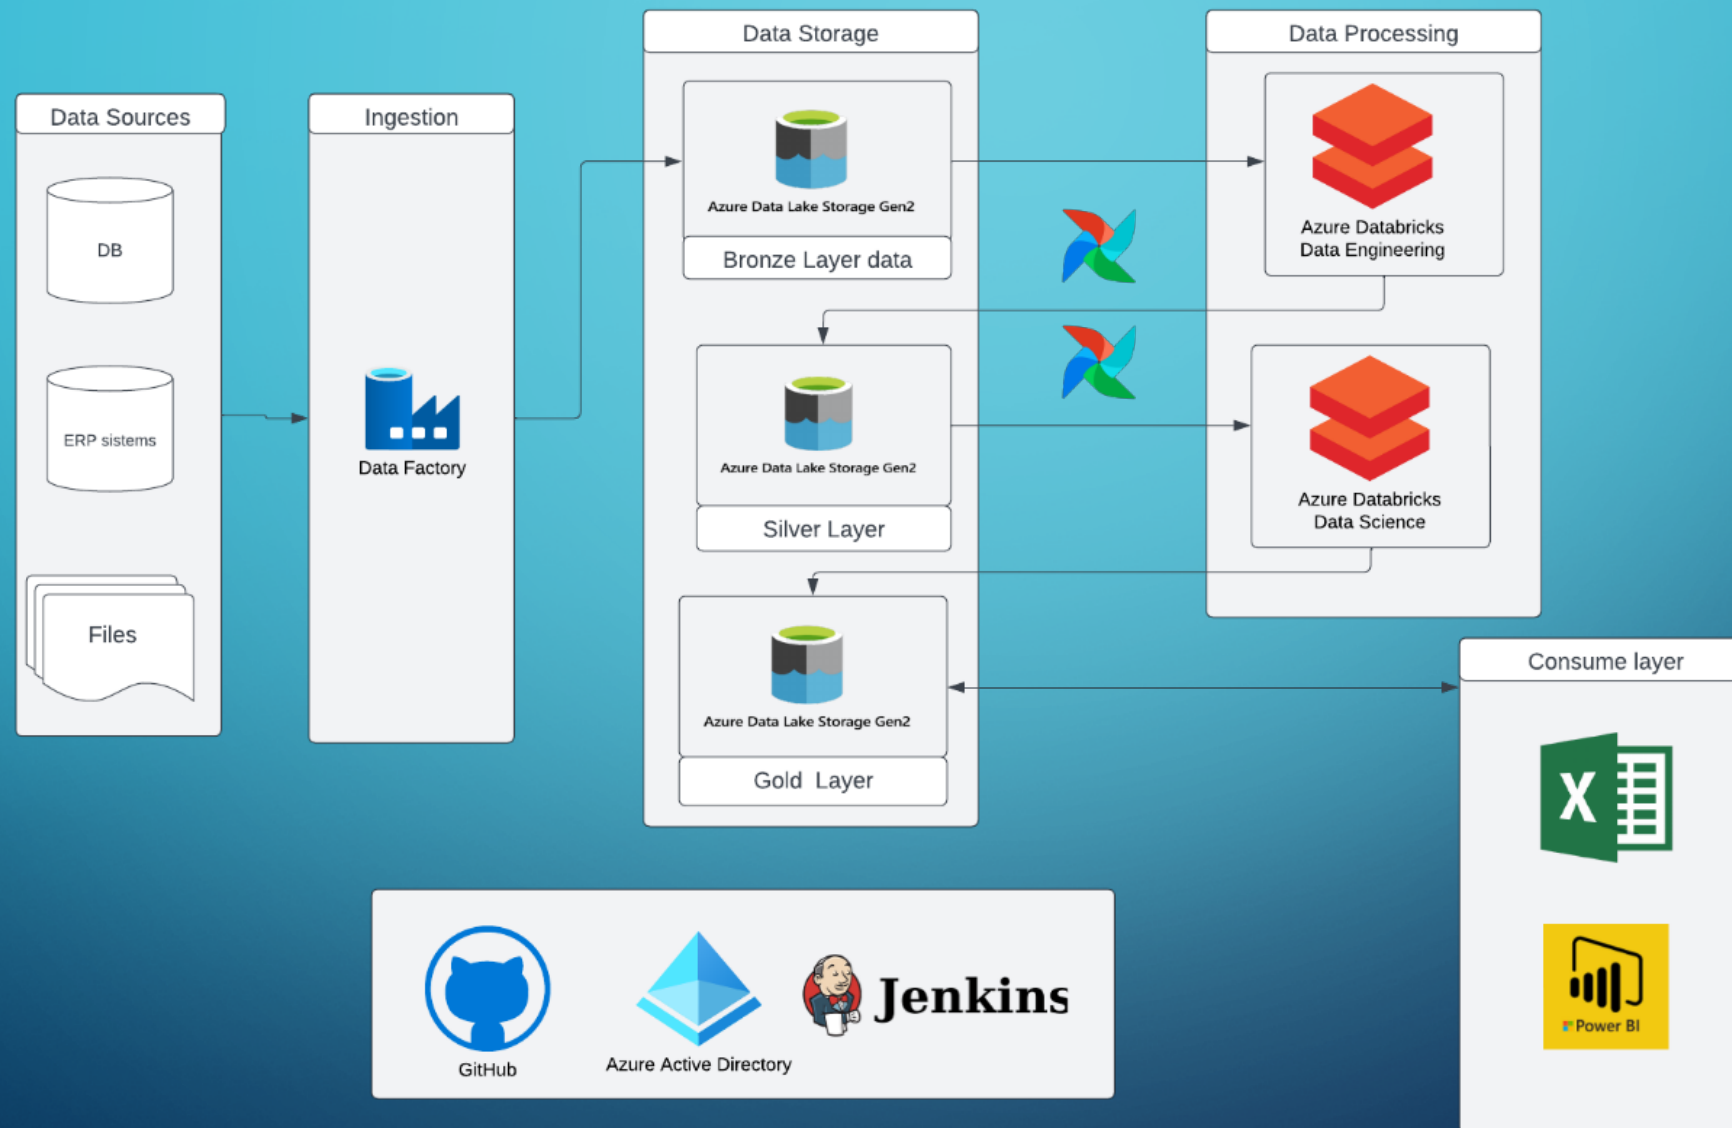 Data Sources
DB
ERP sistems
Files
Ingestion
Data Factory
Data Storage
Azure Data Lake Storage Gen2
Bronze Layer data
Azure Data Lake Storage Gen2
Silver Layer
Azure Data Lake Storage Gen2
Gold Layer
Data Processing
Azure Databricks
Data Engineering
Azure Databricks
Data Science
Consume layer
X
Power BI
GitHub
Azure Active Directory
Jenkins